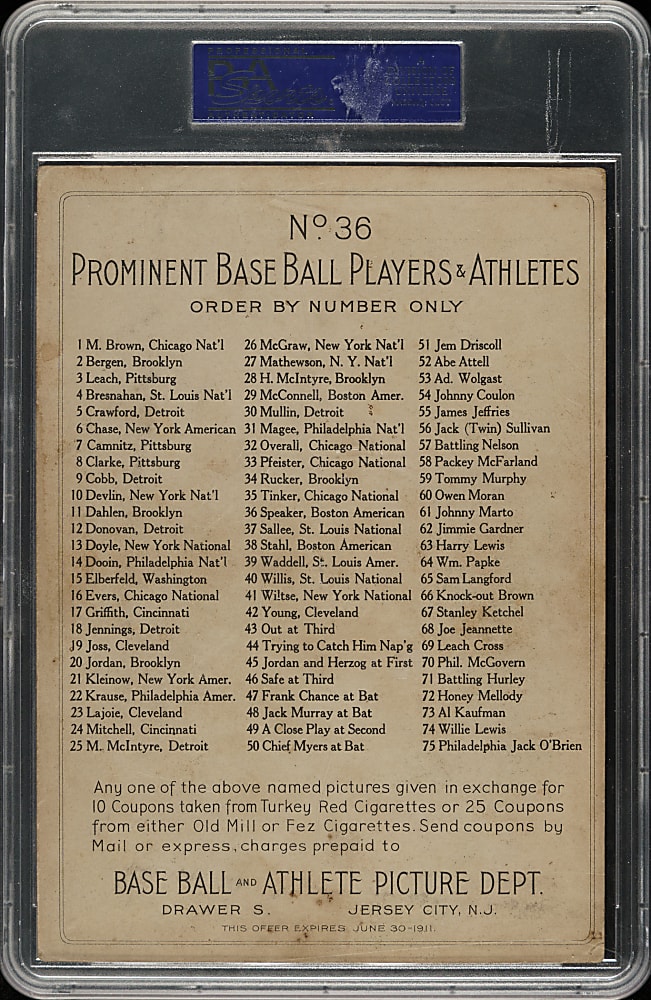 PROFESSIONAL
PSA
Nº 36
PROMINENT BASE BALL PLAYERS & ATHLETES
ORDER BY NUMBER ONLY
1 M. Brown, Chicago Nat'l
2 Bergen, Brooklyn
3 Leach, Pittsburg
4 Bresnahan, St. Louis Nat'l
5 Crawford, Detroit
6 Chase, New York American
7 Camnitz, Pittsburg
8 Clarke, Pittsburg
9 Cobb, Detroit
10 Devlin, New York Nat'l
11 Dahlen, Brooklyn
12 Donovan, Detroit
13 Doyle, New York National
14 Dooin, Philadelphia Nat'l
15 Elberfeld, Washington
16 Evers, Chicago National
17 Griffith, Cincinnati
18 Jennings, Detroit
19 Joss, Cleveland
20 Jordan, Brooklyn
21 Kleinow, New York Amer.
22 Krause, Philadelphia Amer.
23 Lajoie, Cleveland
24 Mitchell, Cincinnati
25 M. McIntyre, Detroit
26 McGraw, New York Nat'l
27 Mathewson, N. Y. Nat'l
28 H. McIntyre, Brooklyn
29 McConnell, Boston Amer.
30 Mullin, Detroit
31 Magee, Philadelphia Nat'l
32 Overall, Chicago National
33 Pfeister, Chicago National
34 Rucker, Brooklyn
35 Tinker, Chicago National
36 Speaker, Boston American
37 Sallee, St. Louis National
38 Stahl, Boston American
39 Waddell, St. Louis Amer.
40 Willis, St. Louis National
41 Wiltse, New York National
42 Young, Cleveland
43 Out at Third
44 Trying to Catch Him Nap'g
45 Jordan and Herzog at First
46 Safe at Third
47 Frank Chance at Bat
48 Jack Murray at Bat
49 A Close Play at Second
50 Chief Myers at Bat
51 Jem Driscoll
52 Abe Attell
53 Ad. Wolgast
54 Johnny Coulon
55 James Jeffries
56 Jack (Twin) Sullivan
57 Battling Nelson
58 Packey McFarland
59 Tommy Murphy
60 Owen Moran
61 Johnny Marto
62 Jimmie Gardner
63 Harry Lewis
64 Wm. Papke
65 Sam Langford
66 Knock-out Brown
67 Stanley Ketchel
68 Joe Jeannette
69 Leach Cross
70 Phil. McGovern
71 Battling Hurley
72 Honey Mellody
73 Al Kaufman
74 Willie Lewis
75 Philadelphia Jack O'Brien
Any one of the above named pictures given in exchange for
10 Coupons taken from Turkey Red Cigarettes or 25 Coupons
from either Old Mill or Fez Cigarettes. Send coupons by
Mail or express, charges prepaid to
BASE BALL AND ATHLETE PICTURE DEPT.
DRAWER S. JERSEY CITY, N.J.
THIS OFFER EXPIRES JUNE 30-1911.